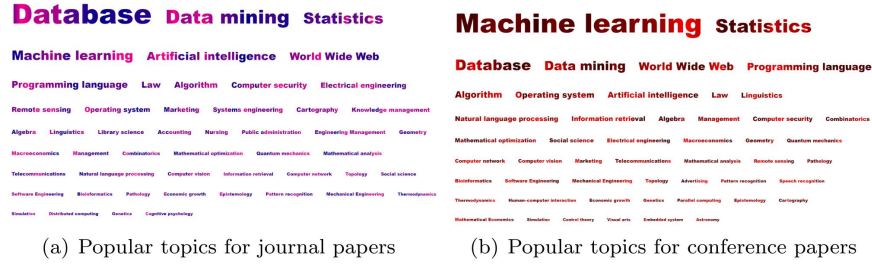 Database Data mining Statistics
Machine learning Artificial intelligence World Wide Web
Programming language Law Algorithm Computer security Electrical engineering
Remote sensing Operating system Marketing Systems engineering Cartography Knowledge management
Algebra Linguistics Library science Accounting Nursing Public administration Engineering Management Geometry
Macroeconomics Management Combinatorics Mathematical optimization Quantum mechanics Mathematical analysis
Telecommunications Natural language processing Computer vision Information retrieval Computer network Topology Social science
Software Engineering Bioinformatics Pathology Economic growth Epistemology Pattern recognition Mechanical Engineering Thermodynamics
Simulation Distributed computing Genetics Cognitive psychology
(a) Popular topics for journal papers
Machine learning Statistics
Database Data mining World Wide Web Programming language
Algorithm Operating system Artificial intelligence Law Linguistics
Natural language processing Information retrieval Algebra Management Computer security Combinatorics
Mathematical optimization Social science Electrical engineering Macroeconomics Geometry Quantum mechanics
Computer network Computer vision Marketing Telecommunications Mathematical analysis Remote sensing Pathology
Bioinformatics Software Engineering Mechanical Engineering Topology Advertising Pattern recognition Speech recognition
Thermodynamics Human-computer interaction Economic growth Genetics Parallel computing Epistemology Cartography
Mathematical Economics Simulation Control theory Visual arts Embedded system Astronomy
(b) Popular topics for conference papers